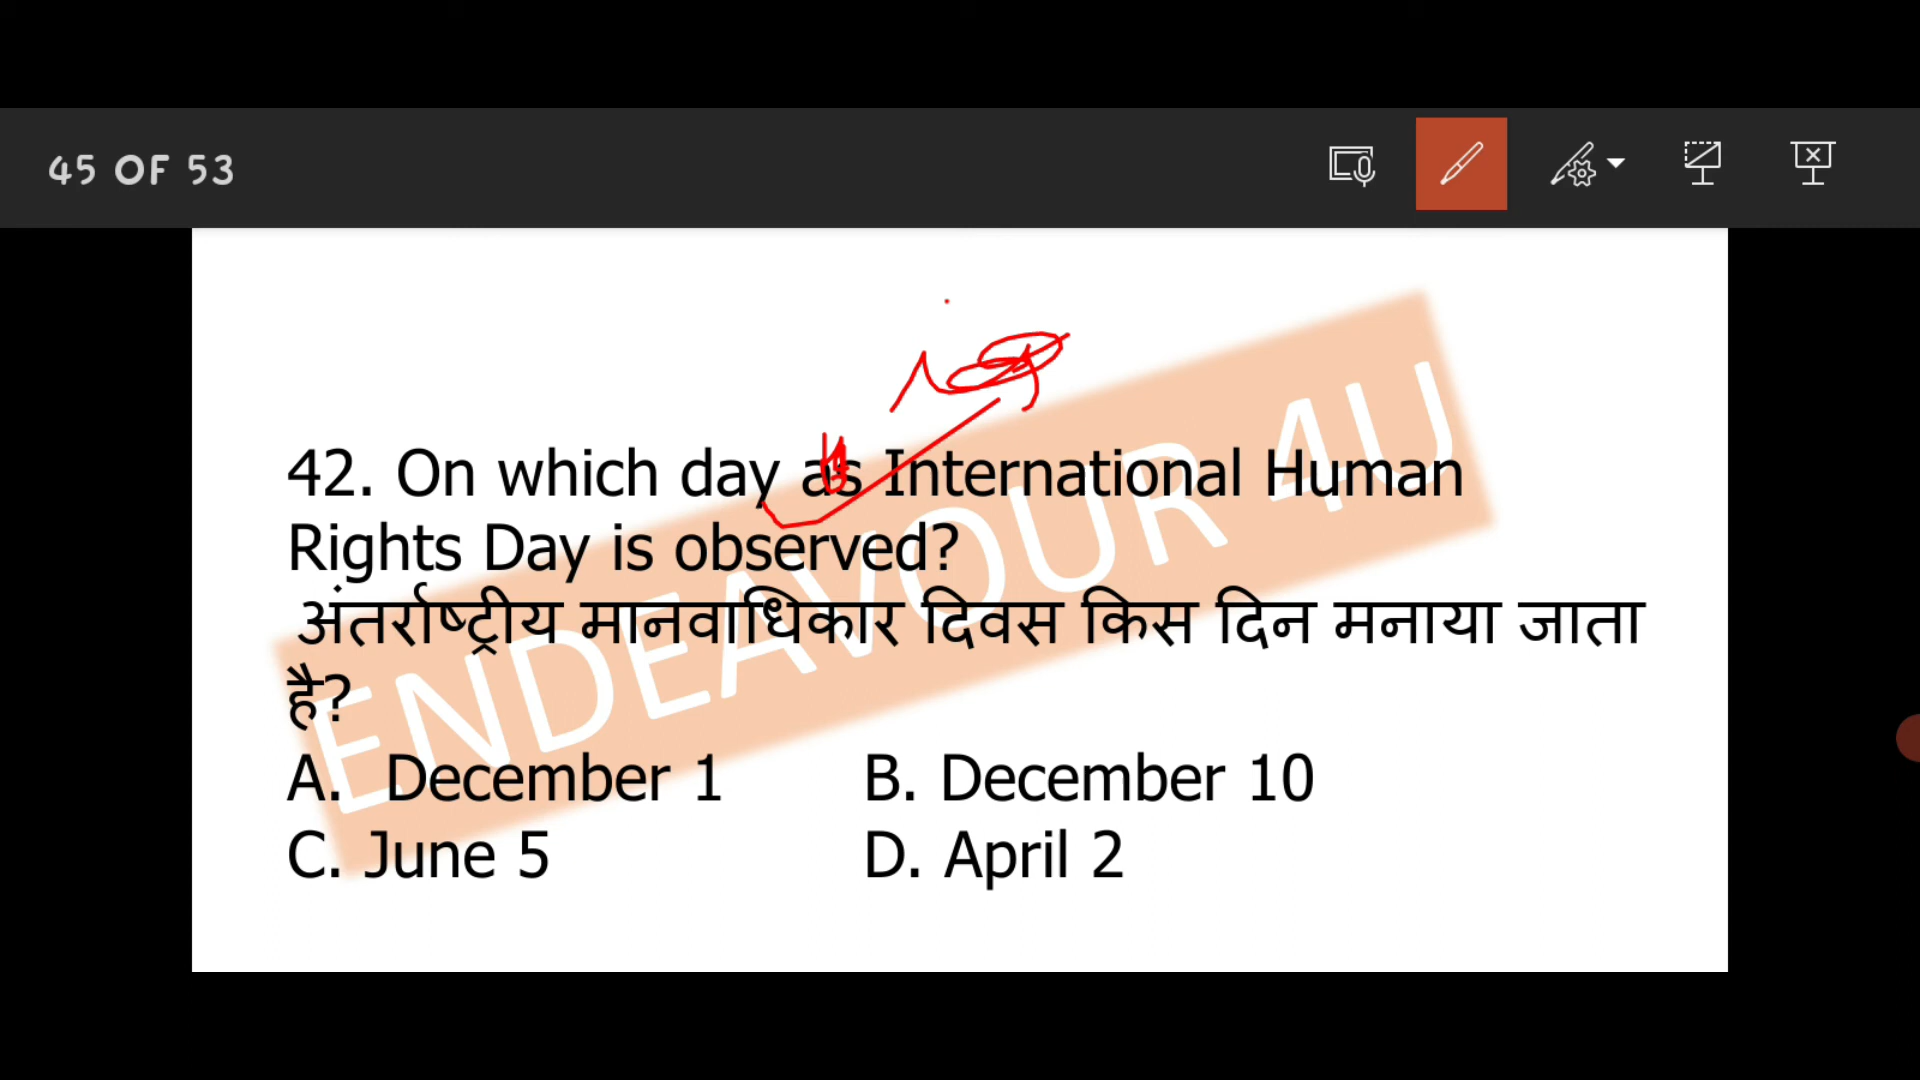 45 OF 53
42. On which day as International Human
Rights Day is observed?
अंतर्राष्ट्रीय मानवाधिकार दिवस किस दिन मनाया जाता
है?
A. December 1 B. December 10
C. June 5 D. April 2
ENDEAVOUR 4U